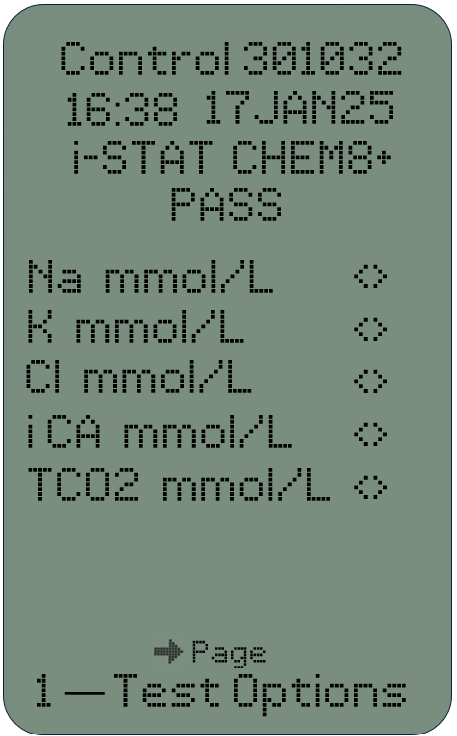 Control 301032
16:38 17JAN25
i-STAT CHEM8+
PASS
Na mmol/L <>
K mmol/L <>
Cl mmol/L <>
iCA mmol/L <>
TCO2 mmol/L <>
➡ Page
1 — Test Options